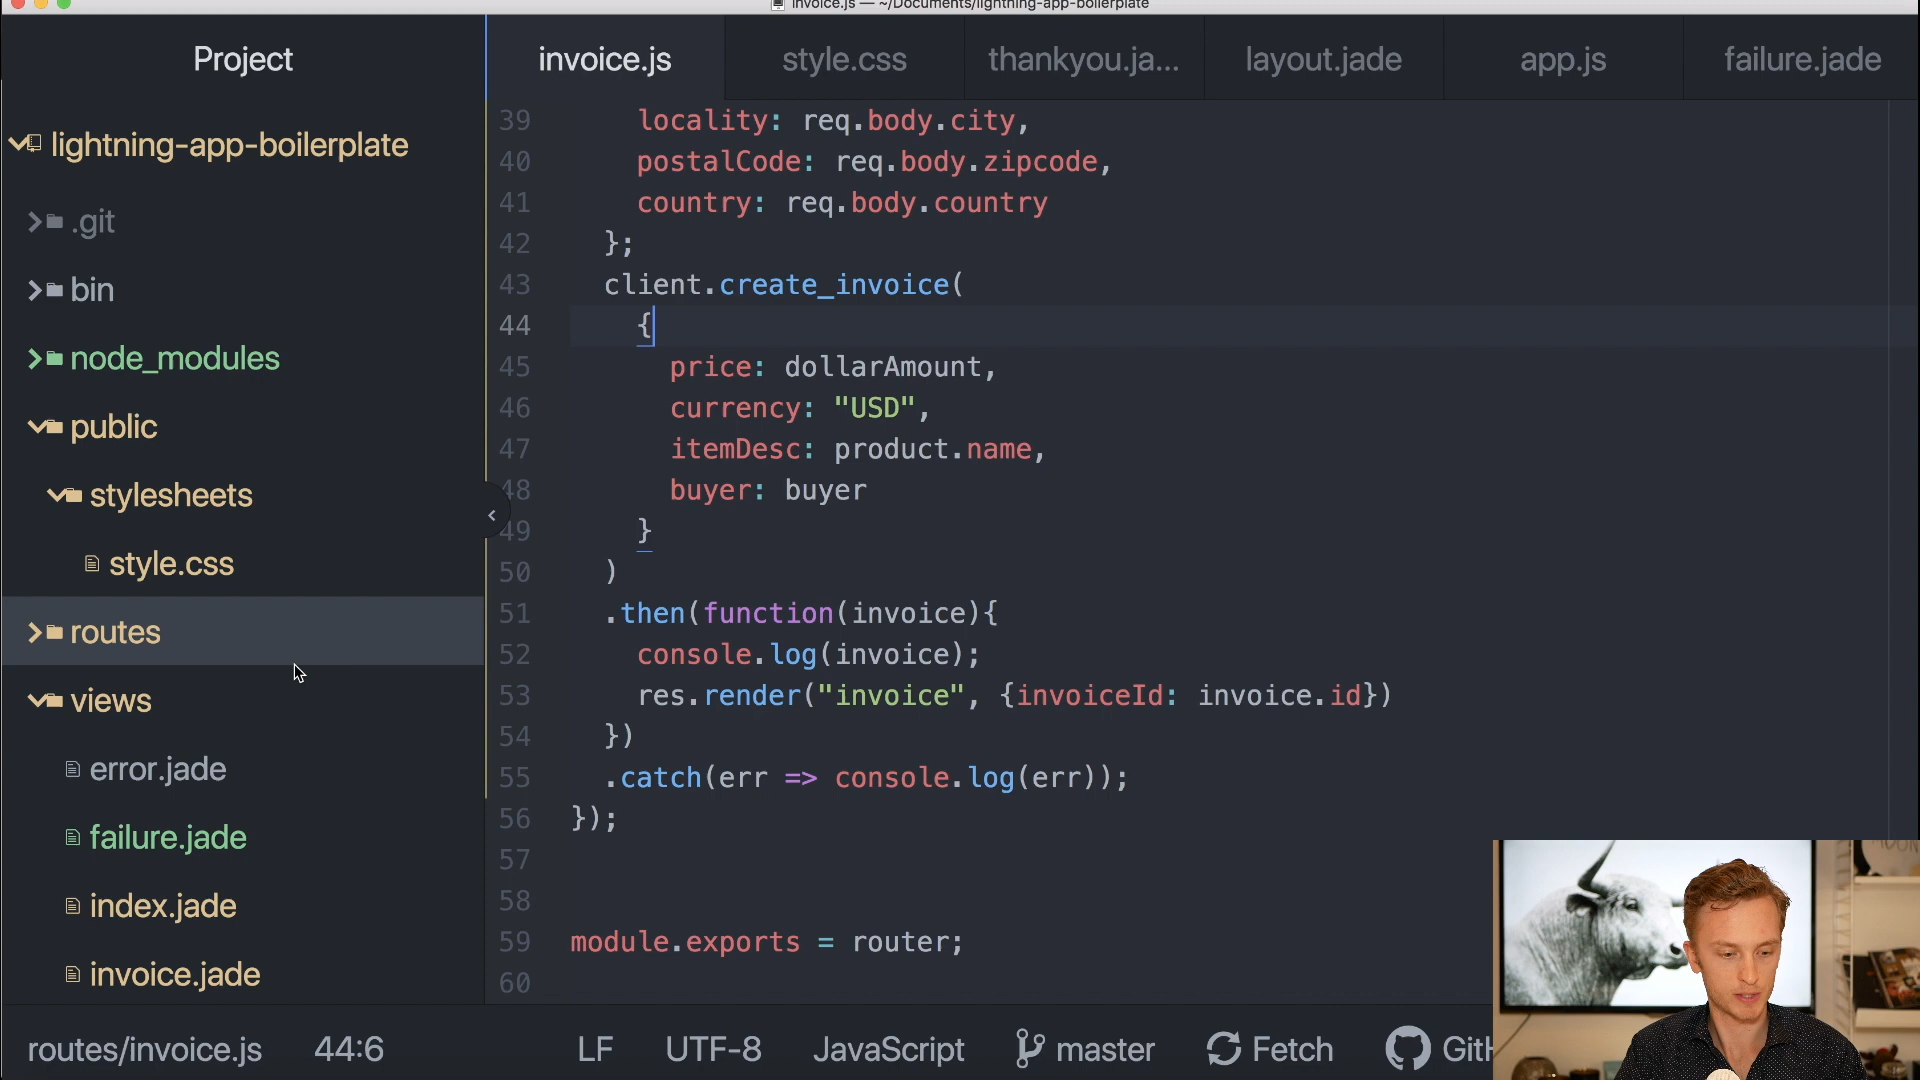 invoice.js — ~/Documents/lightning-app-boilerplate
Project
invoice.js
style.css
thankyou.ja...
layout.jade
app.js
failure.jade
lightning-app-boilerplate
.git
bin
node_modules
public
stylesheets
style.css
routes
views
error.jade
failure.jade
index.jade
invoice.jade
39 locality: req.body.city,
40 postalCode: req.body.zipcode,
41 country: req.body.country
42 };
43 client.create_invoice(
44 {
45 price: dollarAmount,
46 currency: "USD",
47 itemDesc: product.name,
48 buyer: buyer
49 }
50 )
51 .then(function(invoice){
52 console.log(invoice);
53 res.render("invoice", {invoiceId: invoice.id})
54 })
55 .catch(err => console.log(err));
56 });
57
58
59 module.exports = router;
60
routes/invoice.js 44:6 LF UTF-8 JavaScript master Fetch